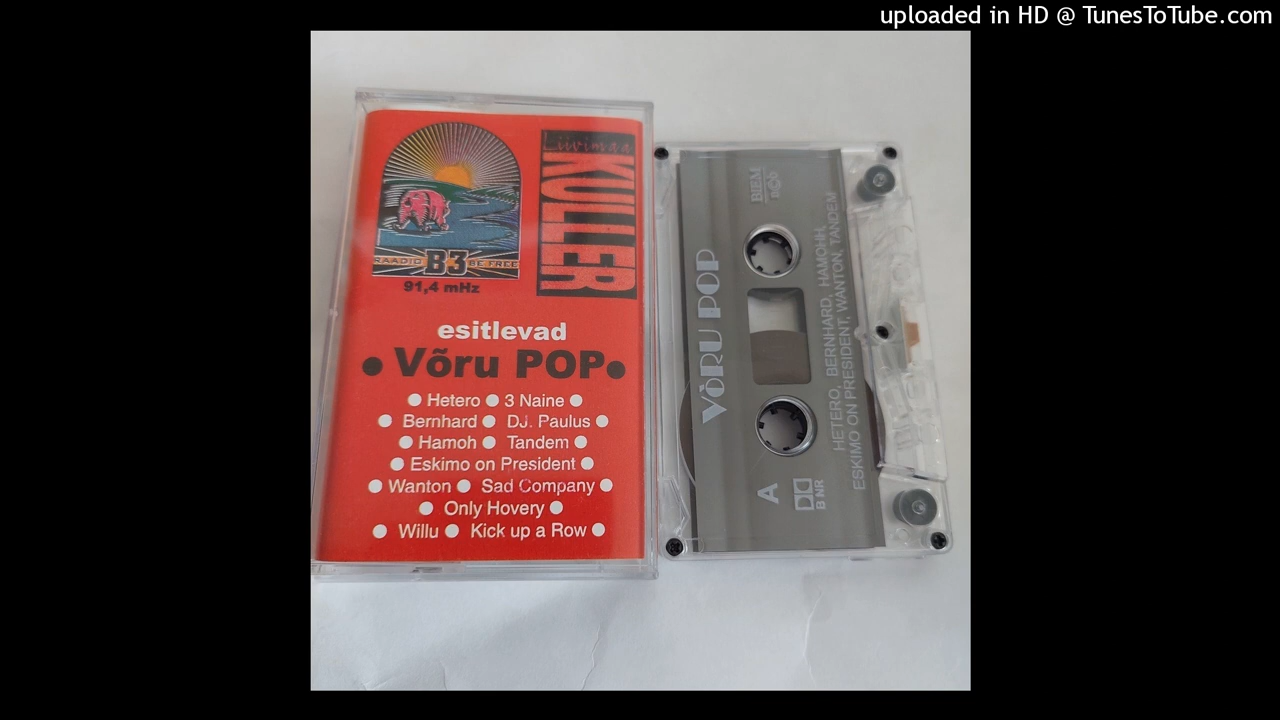 uploaded in HD @ TunesToTube.com
Liivimaa
KULLER
RAADIO B3 BE FREE
91,4 mHz
esitlevad
• Võru POP •
● Hetero ● 3 Naine ●
● Bernhard ● DJ. Paulus ●
● Hamoh ● Tandem ●
● Eskimo on President ●
● Wanton ● Sad Company ●
● Only Hovery ●
● Willu ● Kick up a Row ●
VÕRU POP
HETERO, BERNHARD, HAMOHH,
ESKIMO ON PRESIDENT, WANTON, TANDEM
A
B NR
BIEM
n©b